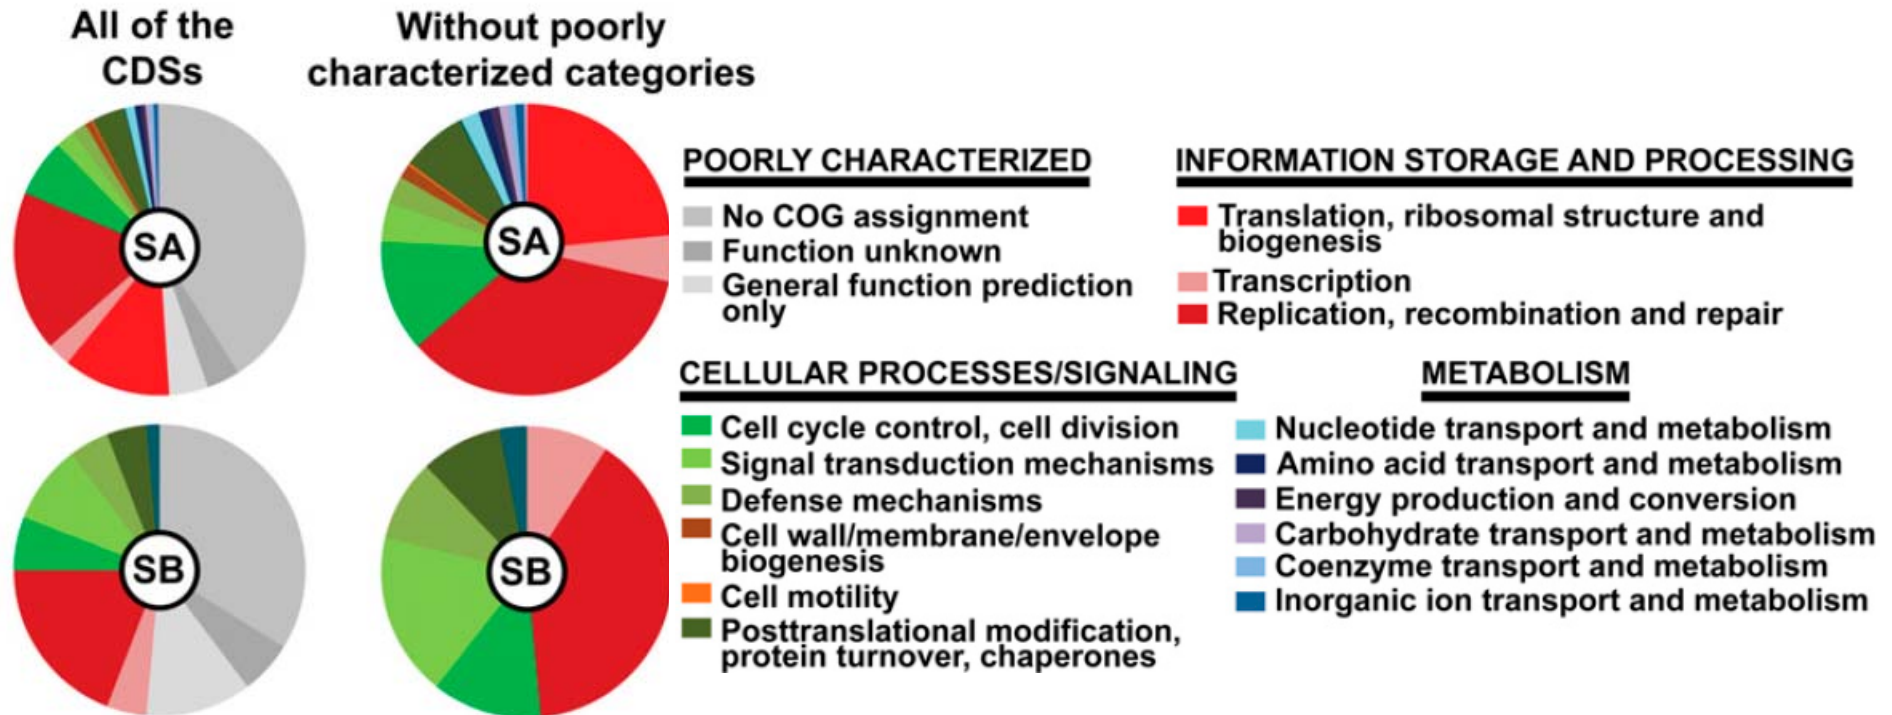 All of the
CDSs
Without poorly
characterized categories
SA
SA
SB
SB
POORLY CHARACTERIZED
No COG assignment
Function unknown
General function prediction
only
INFORMATION STORAGE AND PROCESSING
Translation, ribosomal structure and
biogenesis
Transcription
Replication, recombination and repair
CELLULAR PROCESSES/SIGNALING
Cell cycle control, cell division
Signal transduction mechanisms
Defense mechanisms
Cell wall/membrane/envelope
biogenesis
Cell motility
Posttranslational modification,
protein turnover, chaperones
METABOLISM
Nucleotide transport and metabolism
Amino acid transport and metabolism
Energy production and conversion
Carbohydrate transport and metabolism
Coenzyme transport and metabolism
Inorganic ion transport and metabolism